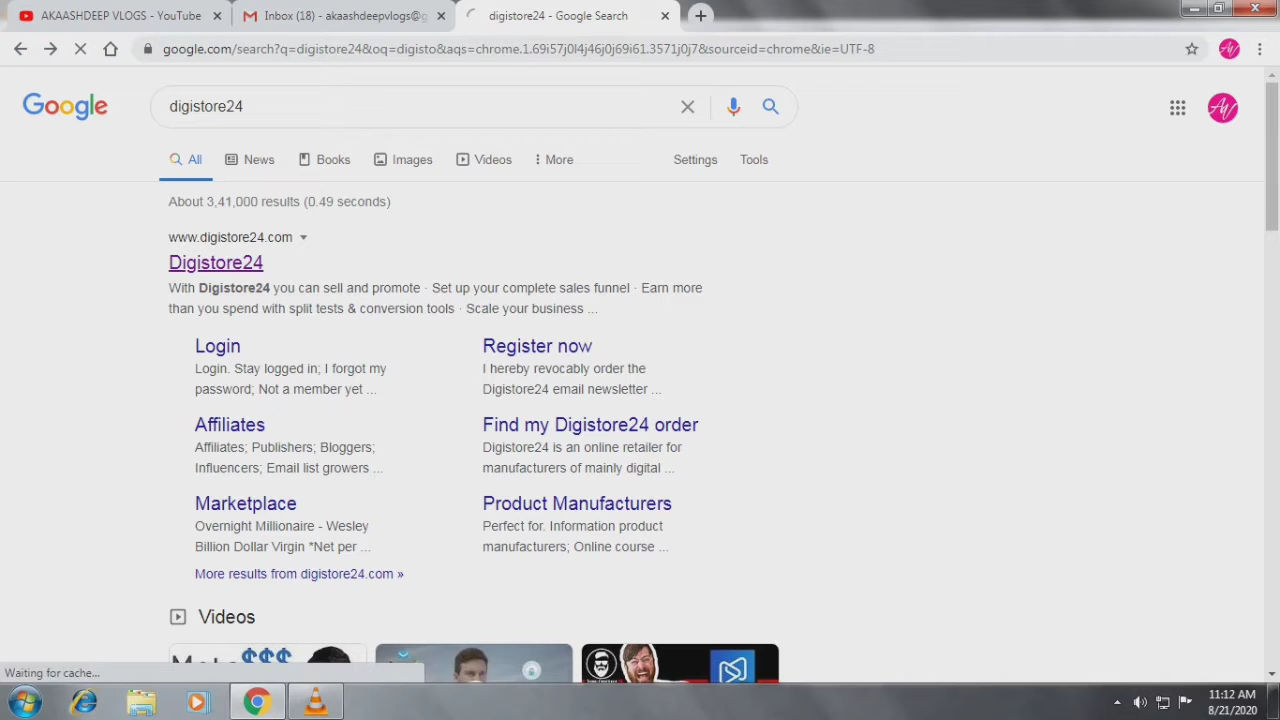 AKAASHDEEP VLOGS - YouTube
Inbox (18) - akaashdeepvlogs@g
digistore24 - Google Search
google.com/search?q=digistore24&oq=digisto&aqs=chrome.1.69i57j0l4j46j0j69i61.3571j0j7&sourceid=chrome&ie=UTF-8
Google
digistore24
All News Books Images Videos More Settings Tools
About 3,41,000 results (0.49 seconds)
www.digistore24.com
Digistore24
With Digistore24 you can sell and promote · Set up your complete sales funnel · Earn more
than you spend with split tests & conversion tools · Scale your business ...
Login
Login. Stay logged in; I forgot my
password; Not a member yet ...
Register now
I hereby revocably order the
Digistore24 email newsletter ...
Affiliates
Affiliates; Publishers; Bloggers;
Influencers; Email list growers ...
Find my Digistore24 order
Digistore24 is an online retailer for
manufacturers of mainly digital ...
Marketplace
Overnight Millionaire - Wesley
Billion Dollar Virgin *Net per ...
Product Manufacturers
Perfect for. Information product
manufacturers; Online course ...
More results from digistore24.com »
Videos
$$$
Waiting for cache...
11:12 AM
8/21/2020